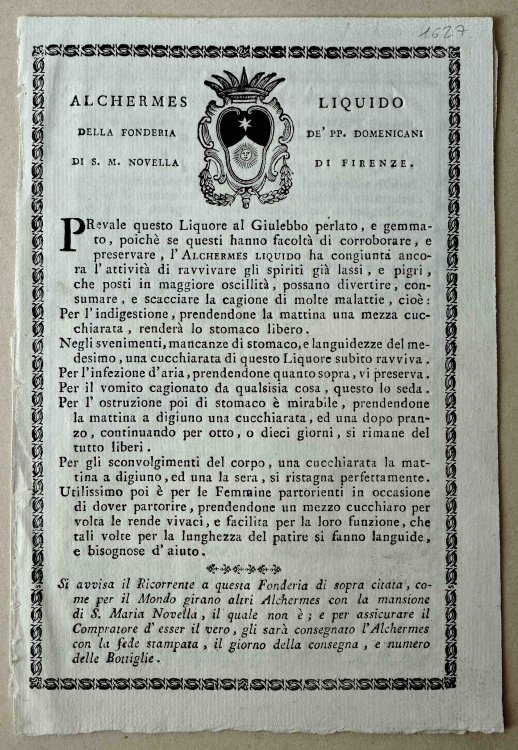 1627
ALCHERMES LIQUIDO
DELLA FONDERIA DE' PP. DOMENICANI
DI S. M. NOVELLA DI FIRENZE.
PRevale questo Liquore al Giulebbo perlato, e gemma-
to, poichè se questi hanno facoltà di corroborare, e
preservare, l'ALCHERMES LIQUIDO ha congiunta anco-
ra l'attività di ravvivare gli spiriti già lassi, e pigri,
che posti in maggiore oscillità, possano divertire, con-
sumare, e scacciare la cagione di molte malattie, cioè:
Per l'indigestione, prendendone la mattina una mezza cuc-
chiarata, renderà lo stomaco libero.
Negli svenimenti, mancanze di stomaco, e languidezze del me-
desimo, una cucchiarata di questo Liquore subito ravviva.
Per l'infezione d'aria, prendendone quanto sopra, vi preserva.
Per il vomito cagionato da qualsisia cosa, questo lo seda.
Per l'ostruzione poi di stomaco è mirabile, prendendone
la mattina a digiuno una cucchiarata, ed una dopo pran-
zo, continuando per otto, o dieci giorni, si rimane del
tutto liberi.
Per gli sconvolgimenti del corpo, una cucchiarata la mat-
tina a digiuno, ed una la sera, si ristagna perfettamente.
Utilissimo poi è per le Femmine partorienti in occasione
di dover partorire, prendendone un mezzo cucchiaro per
volta le rende vivaci, e facilita per la loro funzione, che
tali volte per la lunghezza del patire si fanno languide,
e bisognose d'aiuto.
Si avvisa il Ricorrente a questa Fonderia di sopra citata, co-
me per il Mondo girano altri Alchermes con la mansione
di S. Maria Novella, il quale non è; e per assicurare il
Compratore d'esser il vero, gli sarà consegnato l'Alchermes
con la fede stampata, il giorno della consegna, e numero
delle Bottiglie.